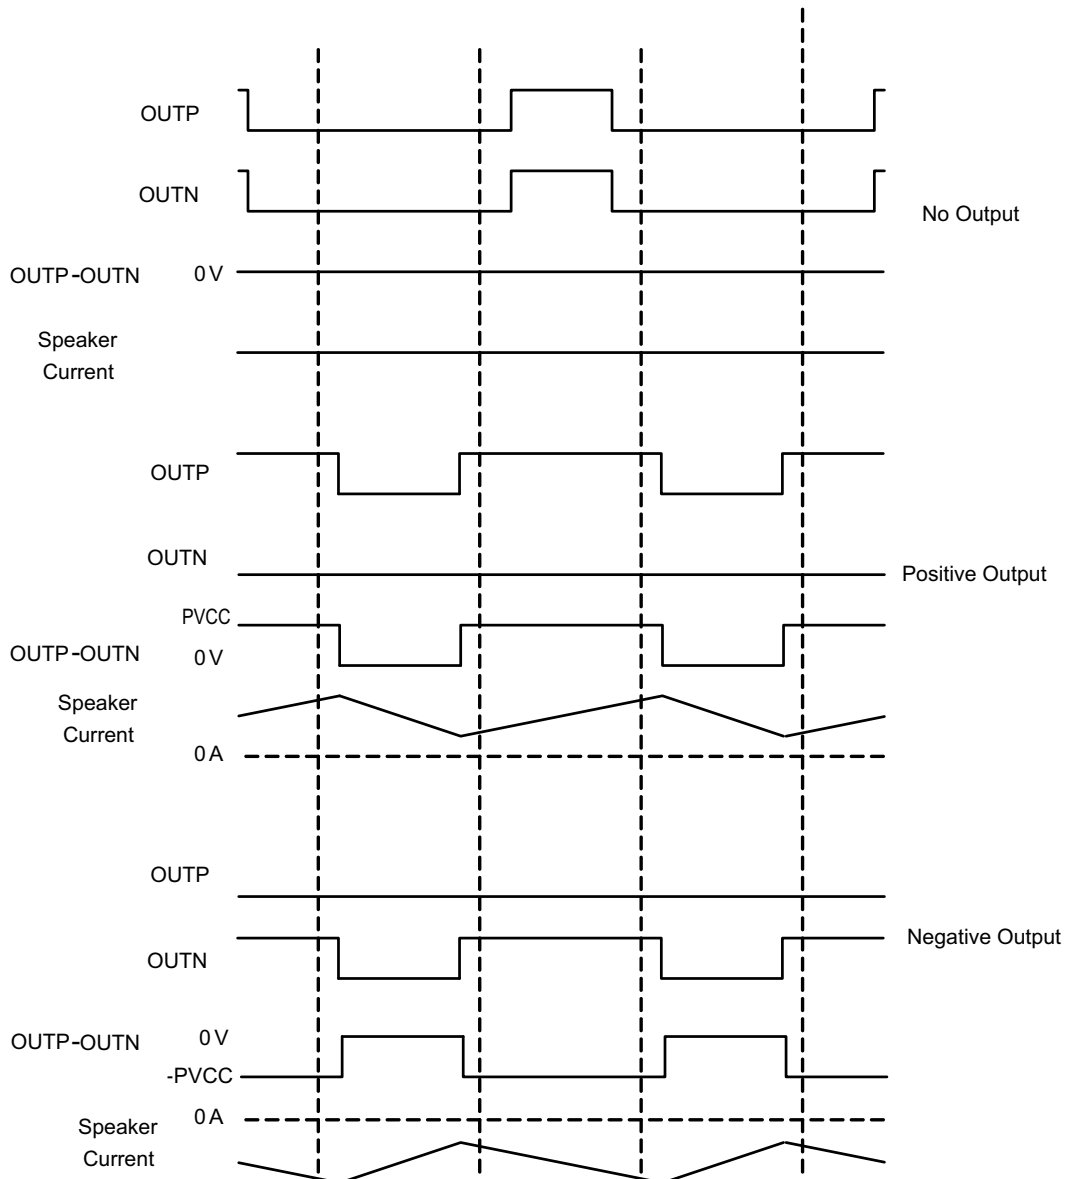 OUTP
OUTN
No Output
OUTP-OUTN 0 V
Speaker
Current
OUTP
OUTN
Positive Output
PVCC
OUTP-OUTN 0 V
Speaker
Current
0 A
OUTP
Negative Output
OUTN
OUTP-OUTN 0 V
-PVCC
0 A
Speaker
Current